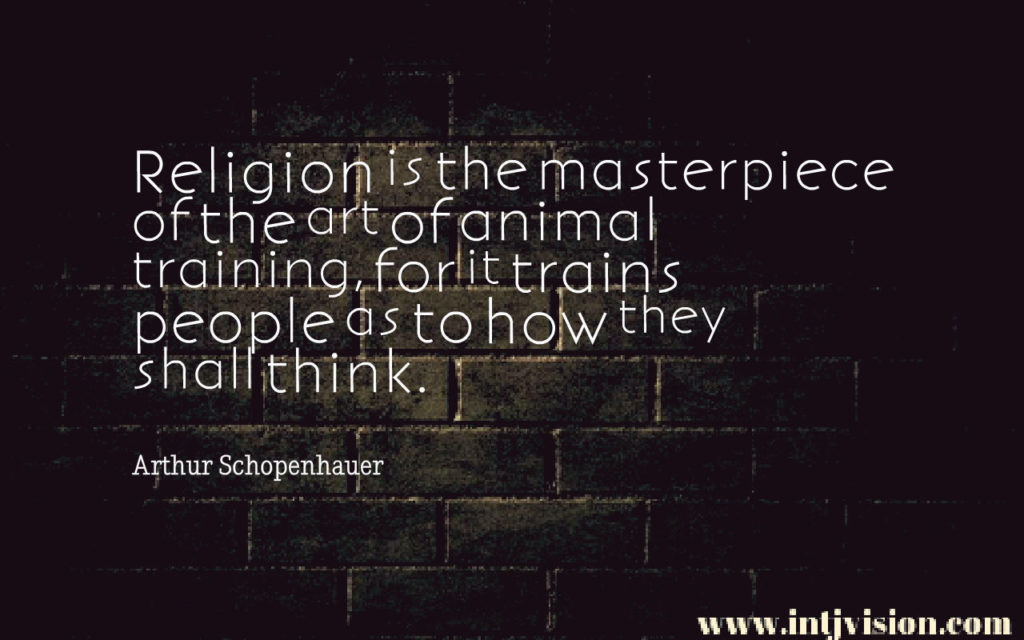 Religion is the masterpiece
of the art of animal
training, for it trains
people as to how they
shall think.
Arthur Schopenhauer
www.intjvision.com